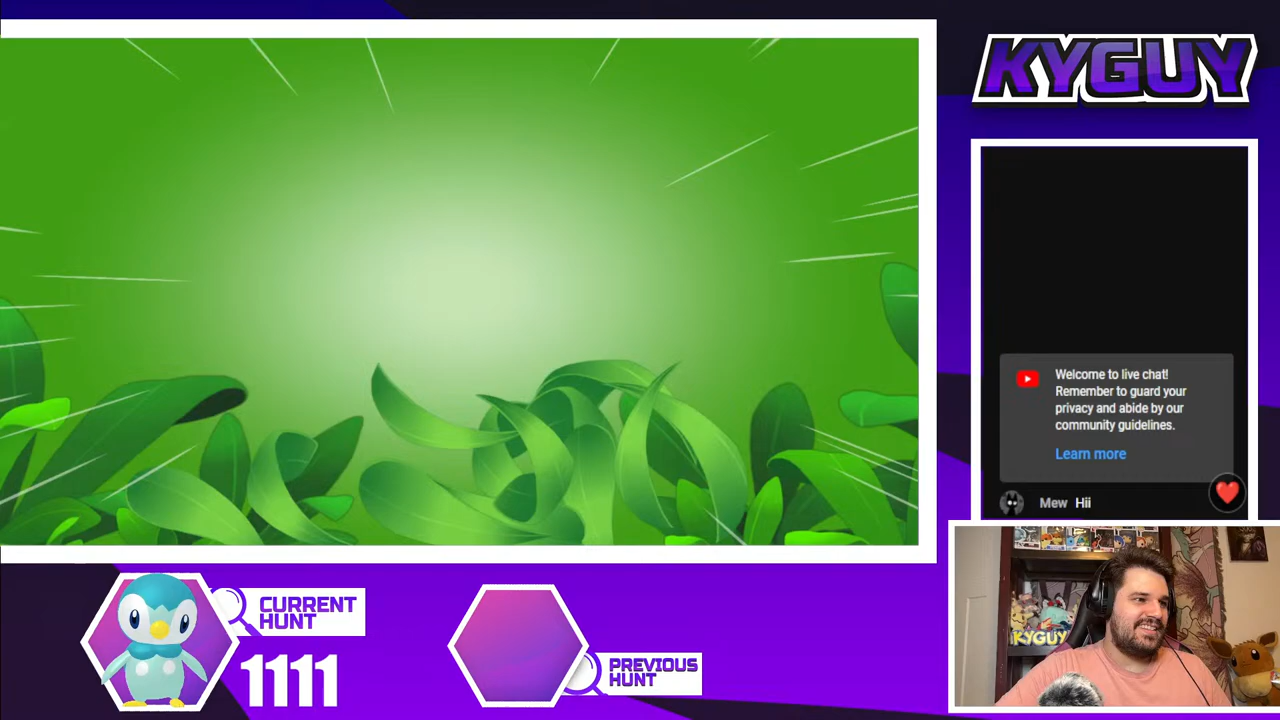 KYGUY
Welcome to live chat!
Remember to guard your
privacy and abide by our
community guidelines.
Learn more
Mew Hii
KYGUY
CURRENT
HUNT
1111
PREVIOUS
HUNT